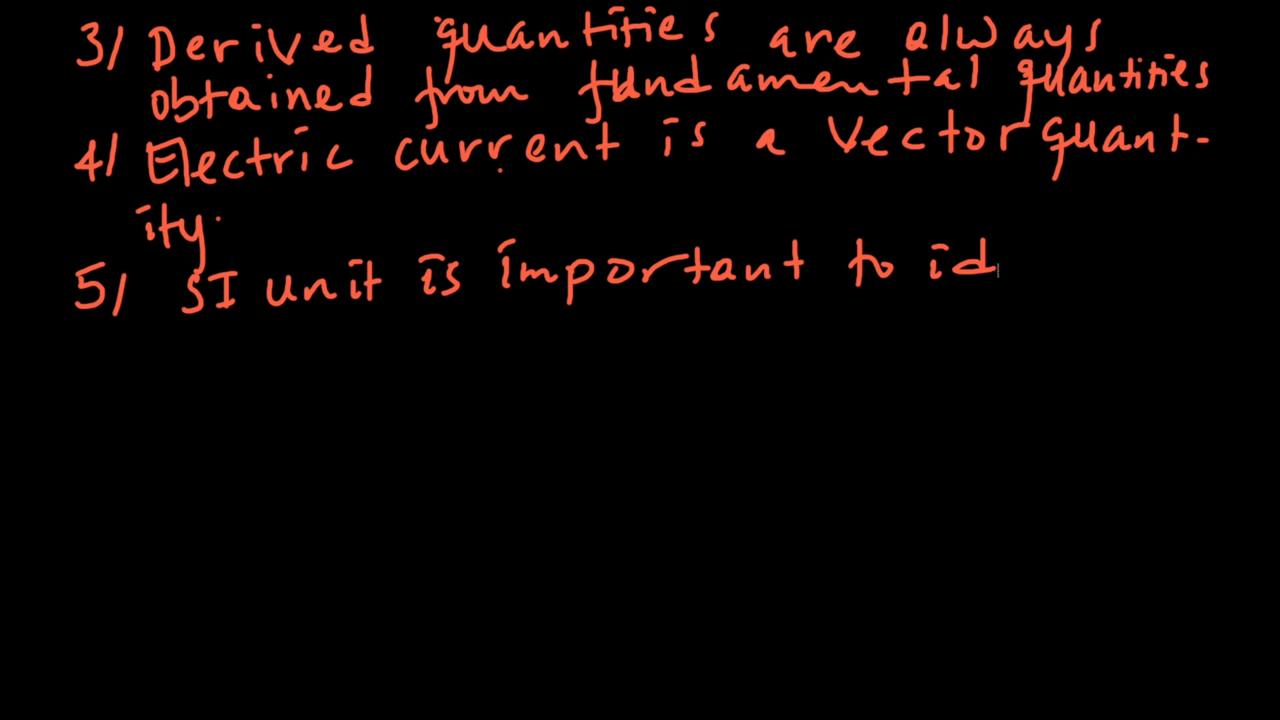 3/ Derived quantities are always
obtained from fundamental quantities
4/ Electric current is a vector quant-
ity.
5/ SI unit is important to id